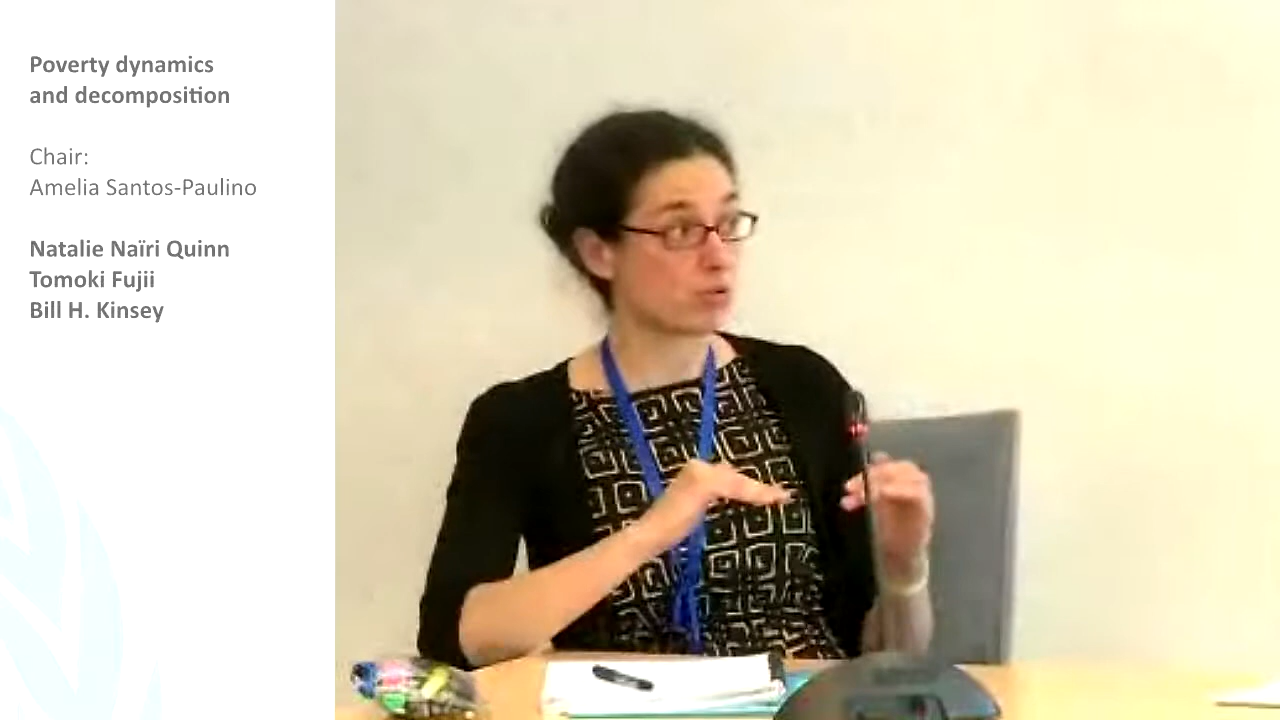 Poverty dynamics
and decomposition
Chair:
Amelia Santos-Paulino
Natalie Naïri Quinn
Tomoki Fujii
Bill H. Kinsey